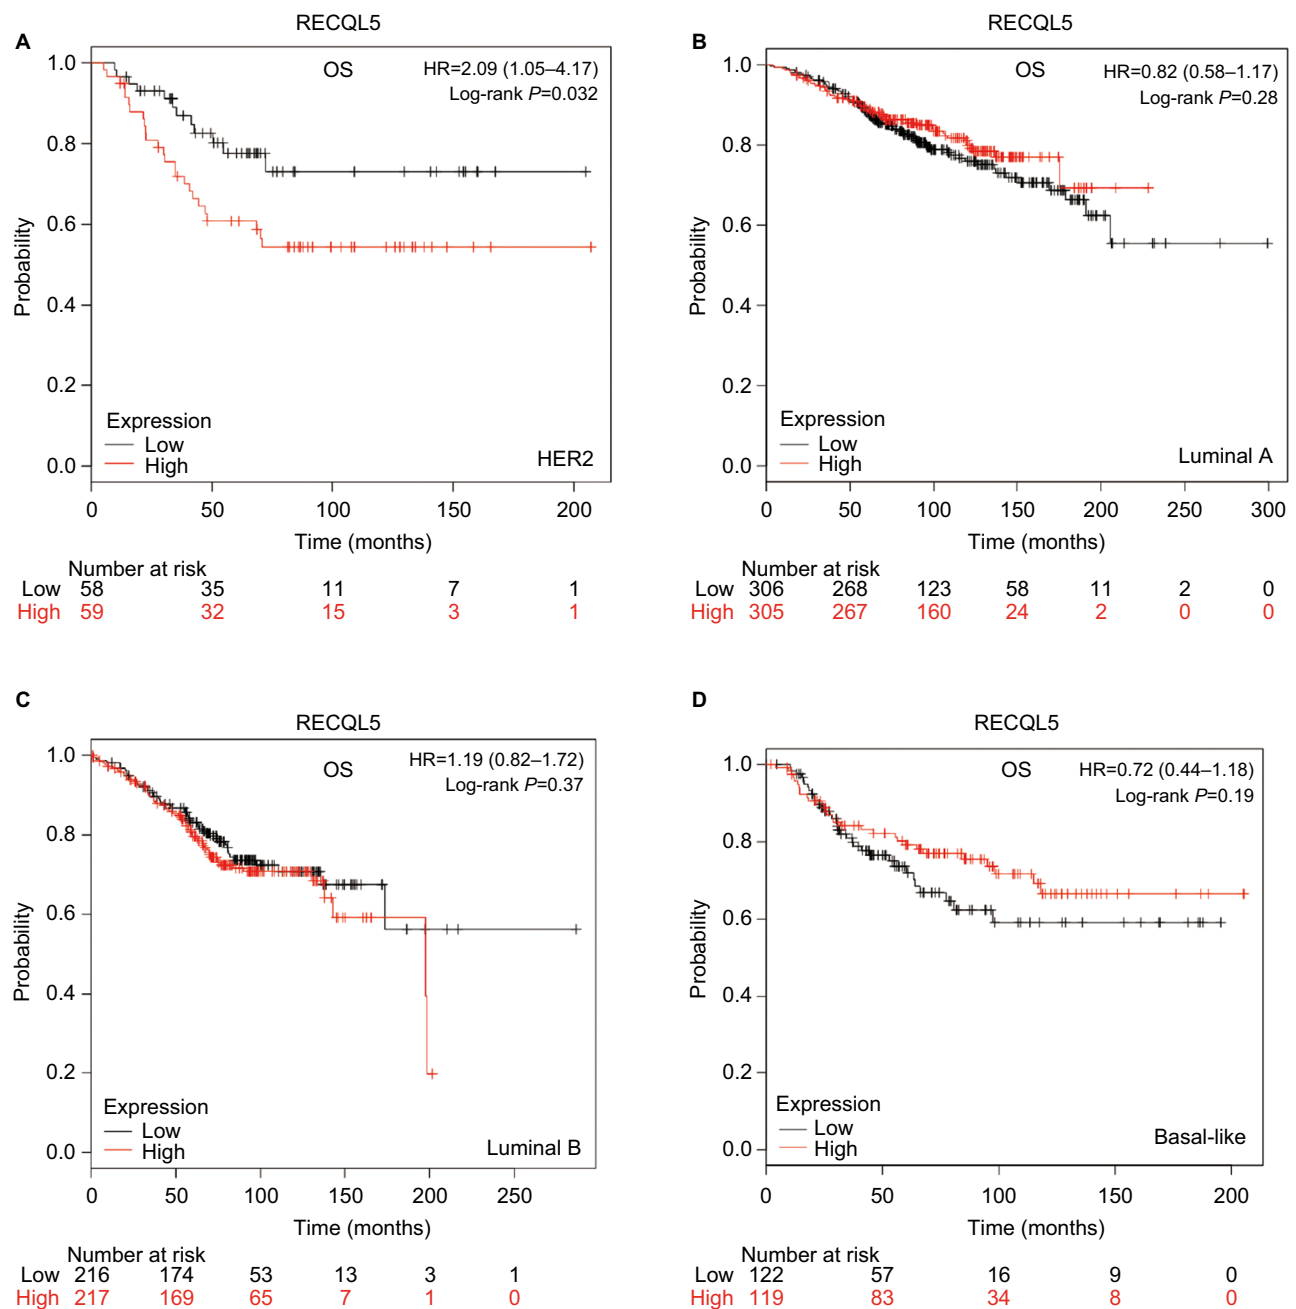 A
RECQL5
OS
HR=2.09 (1.05–4.17)
Log-rank P=0.032
Probability
1.0
0.8
0.6
0.4
0.2
0.0
Expression
Low
High
HER2
0 50 100 150 200
Time (months)
Number at risk
Low 58 35 11 7 1
High 59 32 15 3 1
B
RECQL5
OS
HR=0.82 (0.58–1.17)
Log-rank P=0.28
Probability
1.0
0.8
0.6
0.4
0.2
0.0
Expression
Low
High
Luminal A
0 50 100 150 200 250 300
Time (months)
Number at risk
Low 306 268 123 58 11 2 0
High 305 267 160 24 2 0 0
C
RECQL5
OS
HR=1.19 (0.82–1.72)
Log-rank P=0.37
Probability
1.0
0.8
0.6
0.4
0.2
0.0
Expression
Low
High
Luminal B
0 50 100 150 200 250
Time (months)
Number at risk
Low 216 174 53 13 3 1
High 217 169 65 7 1 0
D
RECQL5
OS
HR=0.72 (0.44–1.18)
Log-rank P=0.19
Probability
1.0
0.8
0.6
0.4
0.2
0.0
Expression
Low
High
Basal-like
0 50 100 150 200
Time (months)
Number at risk
Low 122 57 16 9 0
High 119 83 34 8 0